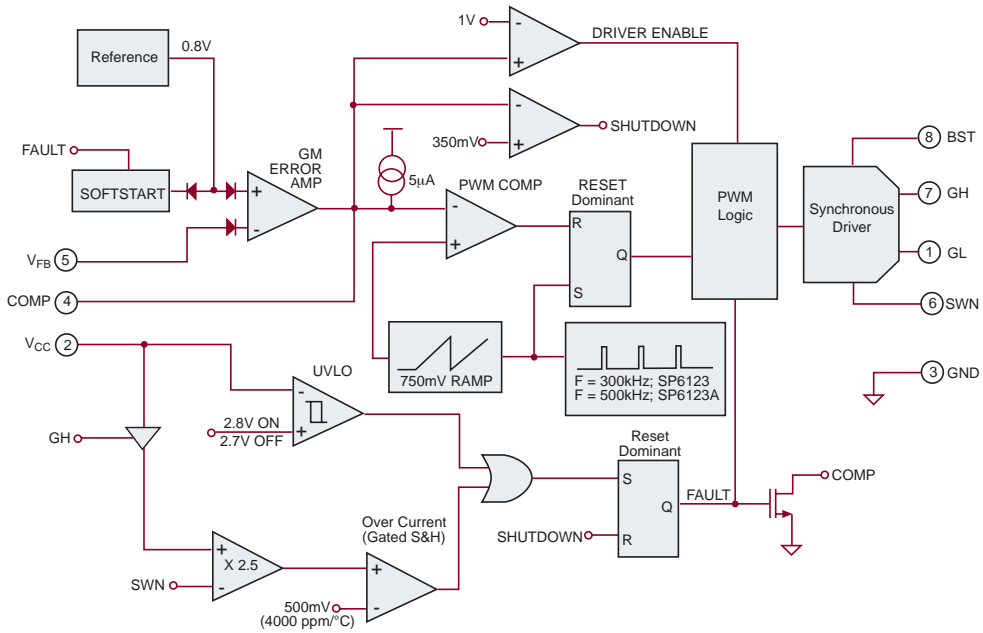 1V
-
+
DRIVER ENABLE
Reference
0.8V
-
+
350mV
SHUTDOWN
8
BST
FAULT
SOFTSTART
GM
ERROR
AMP
+
-
5μA
PWM COMP
-
+
RESET
Dominant
R
Q
S
PWM
Logic
Synchronous
Driver
7
GH
1
GL
6
SWN
VFB
5
COMP
4
VCC
2
750mV RAMP
F = 300kHz; SP6123
F = 500kHz; SP6123A
3
GND
UVLO
-
+
2.8V ON
2.7V OFF
GH
Reset
Dominant
S
Q
R
FAULT
COMP
SHUTDOWN
Over Current
(Gated S&H)
+
X 2.5
-
SWN
+
-
500mV
(4000 ppm/°C)